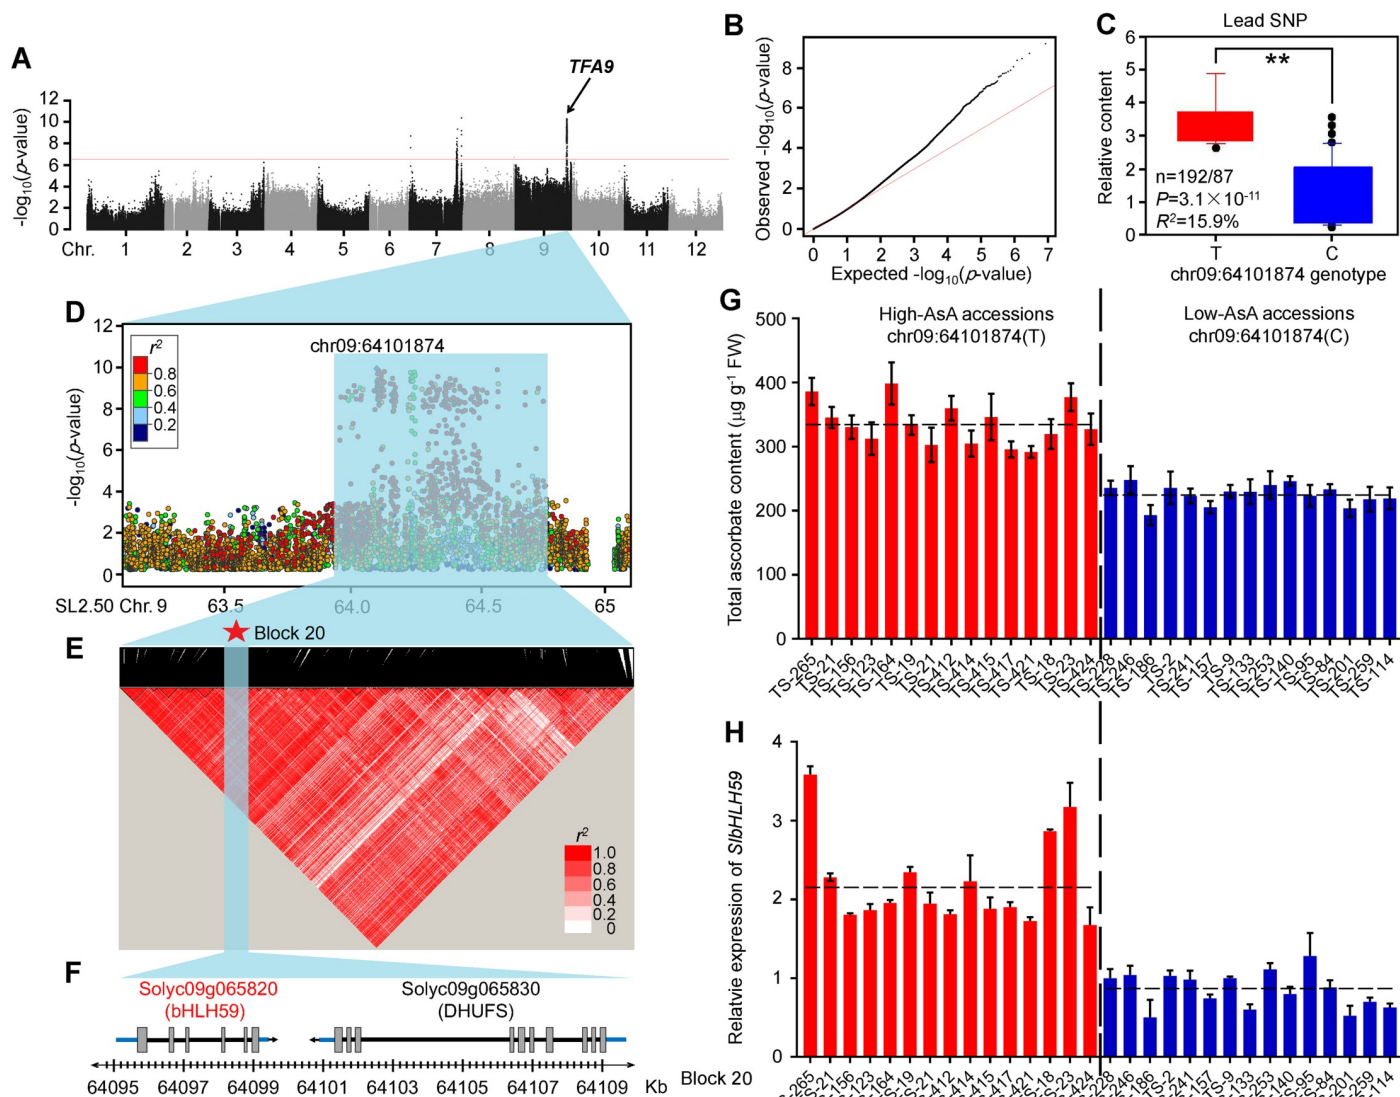 A
TFA9
-log10(p-value)
12
10
8
6
4
2
0
Chr. 1 2 3 4 5 6 7 8 9 10 11 12
B
Observed -log10(p-value)
8
6
4
2
0
0 1 2 3 4 5 6 7
Expected -log10(p-value)
C
Lead SNP
**
Relative content
6
5
4
3
2
1
0
n=192/87
P=3.1×10-11
R2=15.9%
T C
chr09:64101874 genotype
D
-log10(p-value)
12
10
8
6
4
2
0
r2
0.8
0.6
0.4
0.2
chr09:64101874
SL2.50 Chr. 9 63.5 64.0 64.5 65
Block 20
E
r2
1.0
0.8
0.6
0.4
0.2
0
F
Solyc09g065820
(bHLH59)
Solyc09g065830
(DHUFS)
64095 64097 64099 64101 64103 64105 64107 64109 Kb
Block 20
G
High-AsA accessions
chr09:64101874(T)
Low-AsA accessions
chr09:64101874(C)
Total ascorbate content (μg g-1 FW)
500
400
300
200
100
0
TS-265 TS-21 TS-156 TS-123 TS-164 TS-19 TS-21 TS-412 TS-414 TS-415 TS-417 TS-421 TS-18 TS-23 TS-424 TS-228 TS-246 TS-186 TS-2 TS-241 TS-157 TS-9 TS-133 TS-253 TS-140 TS-95 TS-84 TS-201 TS-259 TS-114
H
Relatvie expression of SlbHLH59
4
3
2
1
0